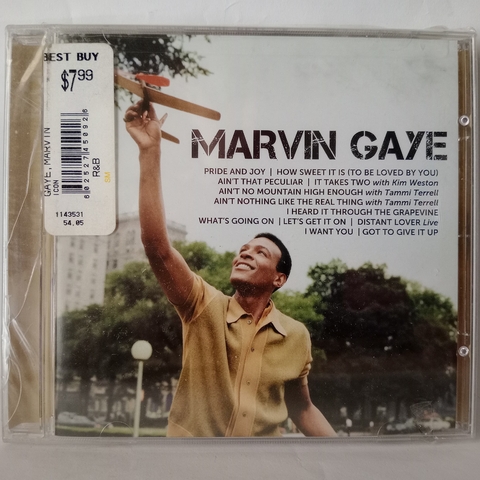 BEST BUY
$7.99
GAYE, MARVIN
ICON
R&B
1143531
54.05
MARVIN GAYE
PRIDE AND JOY | HOW SWEET IT IS (TO BE LOVED BY YOU)
AIN'T THAT PECULIAR | IT TAKES TWO with Kim Weston
AIN'T NO MOUNTAIN HIGH ENOUGH with Tammi Terrell
AIN'T NOTHING LIKE THE REAL THING with Tammi Terrell
I HEARD IT THROUGH THE GRAPEVINE
WHAT'S GOING ON | LET'S GET IT ON | DISTANT LOVER Live
I WANT YOU | GOT TO GIVE IT UP